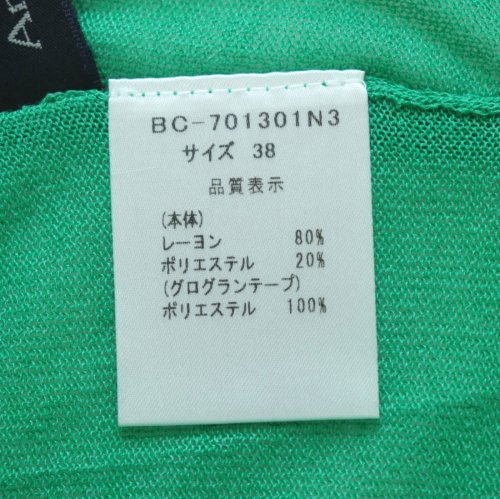 BC-701301N3
サイズ 38
品質表示
(本体)
レーヨン 80%
ポリエステル 20%
(グログランテープ)
ポリエステル 100%